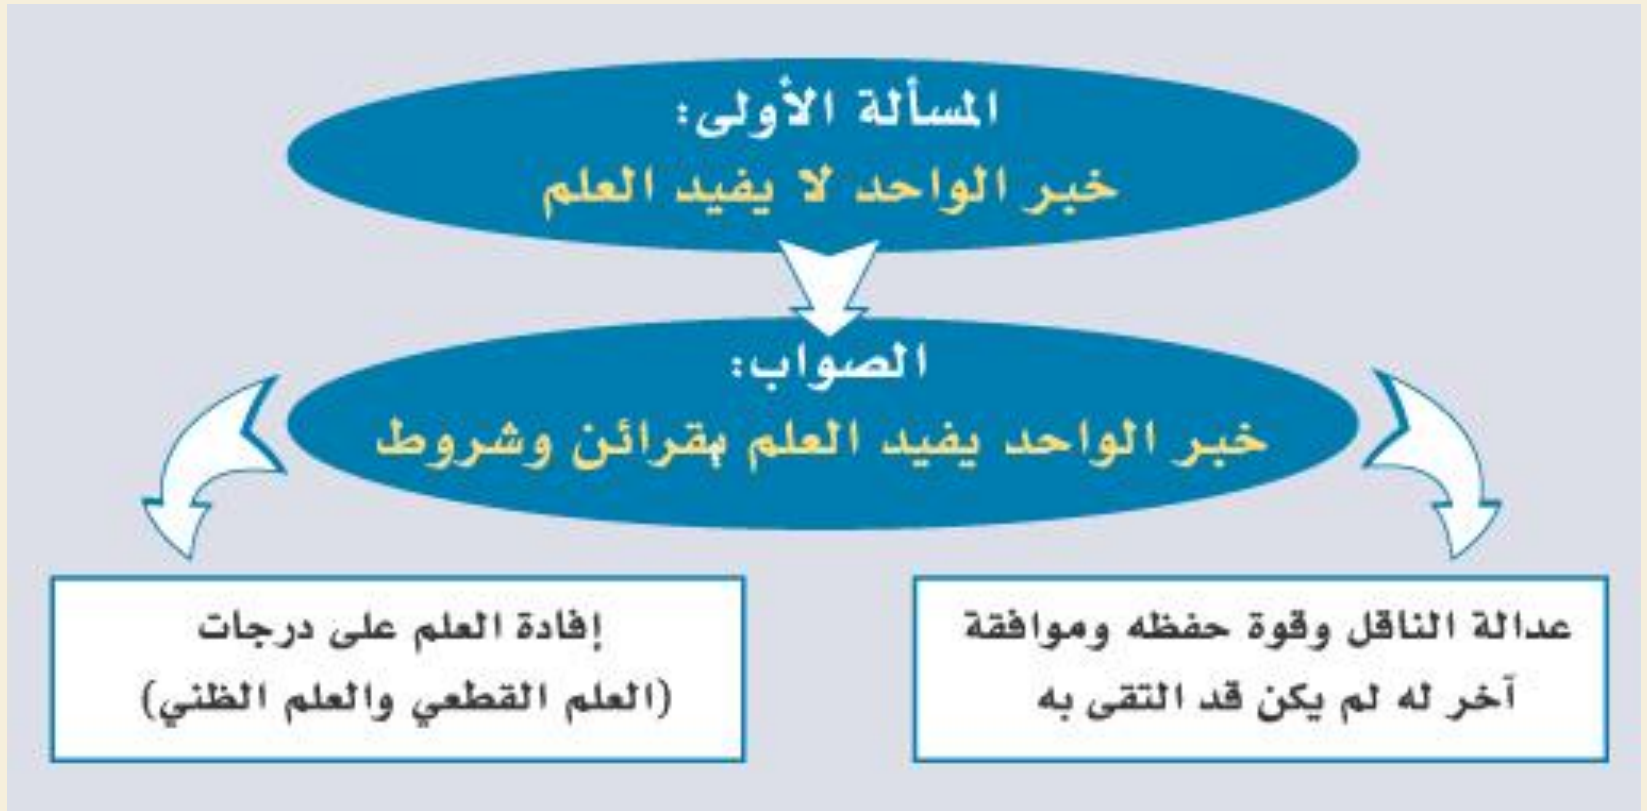 المسألة الأولى:
خبر الواحد لا يفيد العلم
الصواب:
خبر الواحد يفيد العلم بقرائن وشروط
عدالة الناقل وقوة حفظه وموافقة
آخر له لم يكن قد التقى به
إفادة العلم على درجات
(العلم القطعي والعلم الظني)